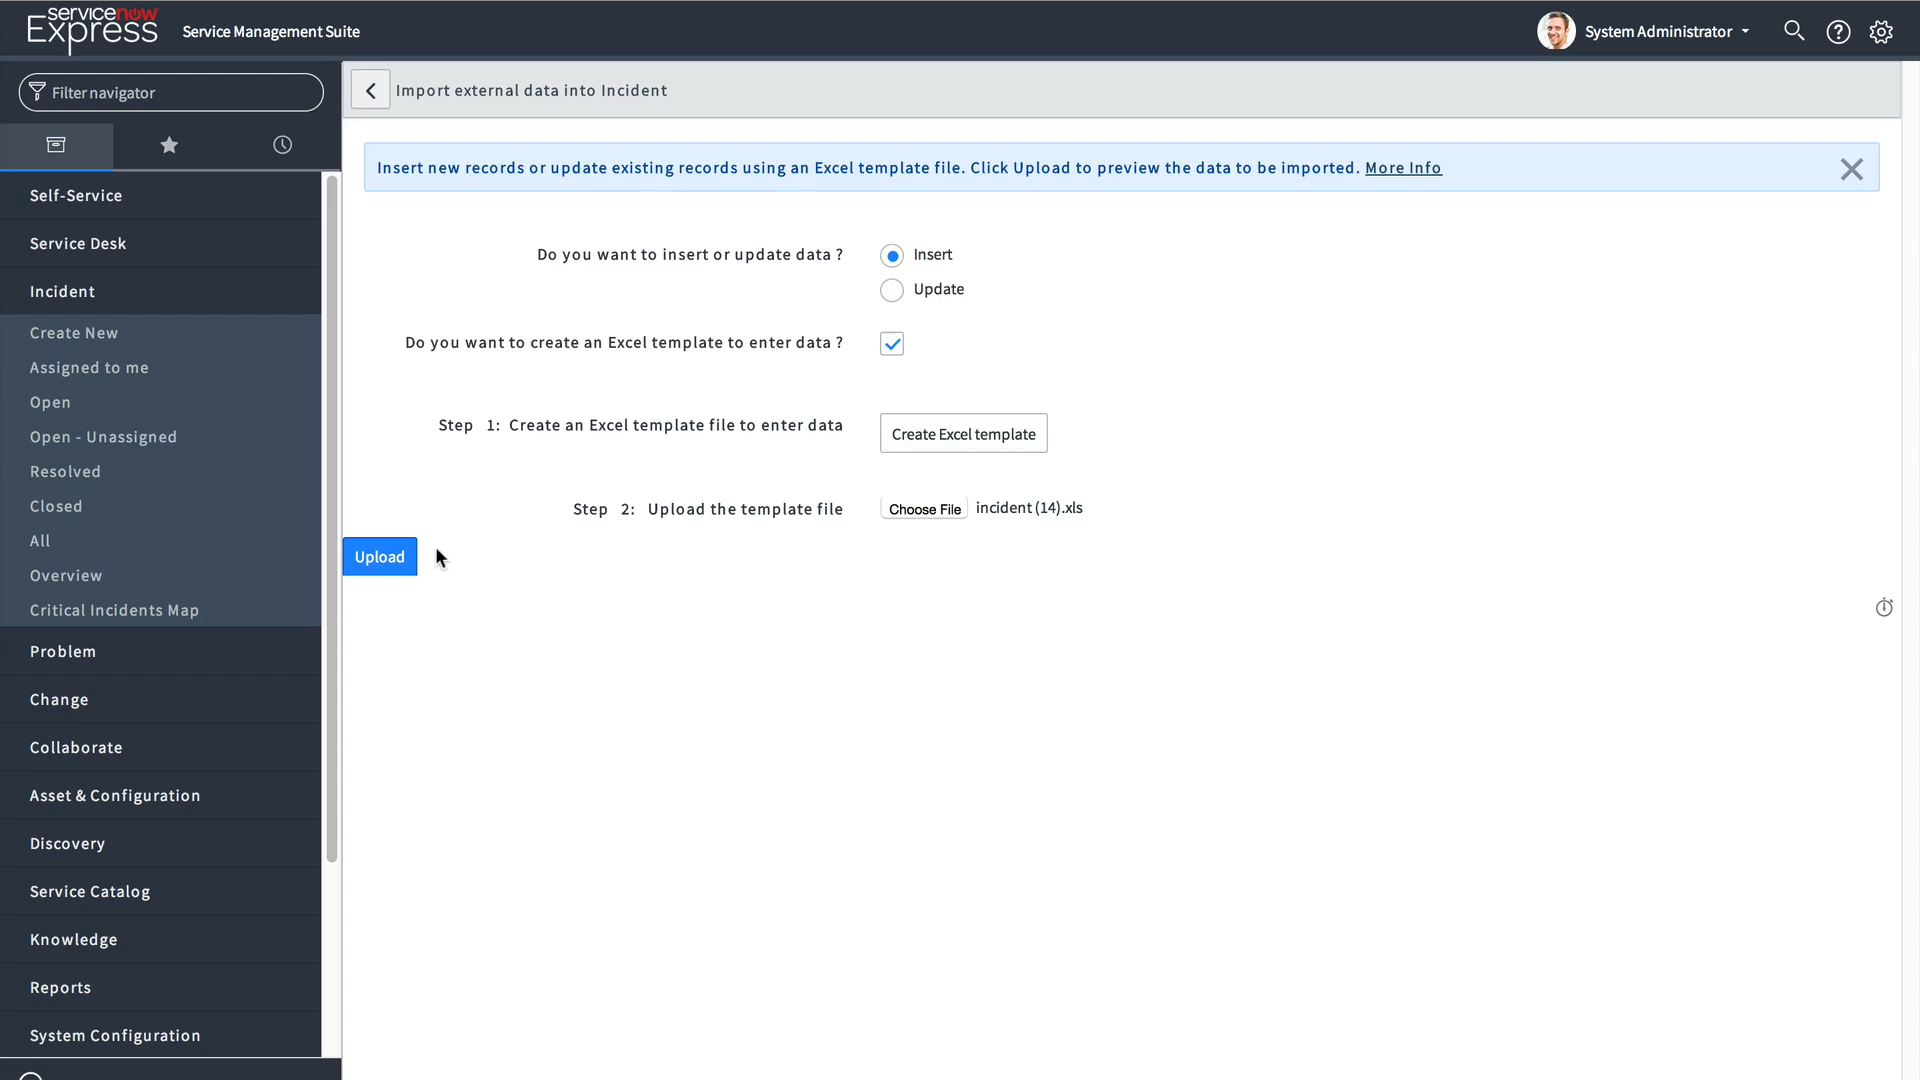 servicenow
Express
Service Management Suite
System Administrator
Filter navigator
Import external data into Incident
Insert new records or update existing records using an Excel template file. Click Upload to preview the data to be imported. More Info
Self-Service
Service Desk
Incident
Create New
Assigned to me
Open
Open - Unassigned
Resolved
Closed
All
Overview
Critical Incidents Map
Problem
Change
Collaborate
Asset & Configuration
Discovery
Service Catalog
Knowledge
Reports
System Configuration
Do you want to insert or update data ?
Insert
Update
Do you want to create an Excel template to enter data ?
Step 1: Create an Excel template file to enter data
Create Excel template
Step 2: Upload the template file
Choose File incident (14).xls
Upload